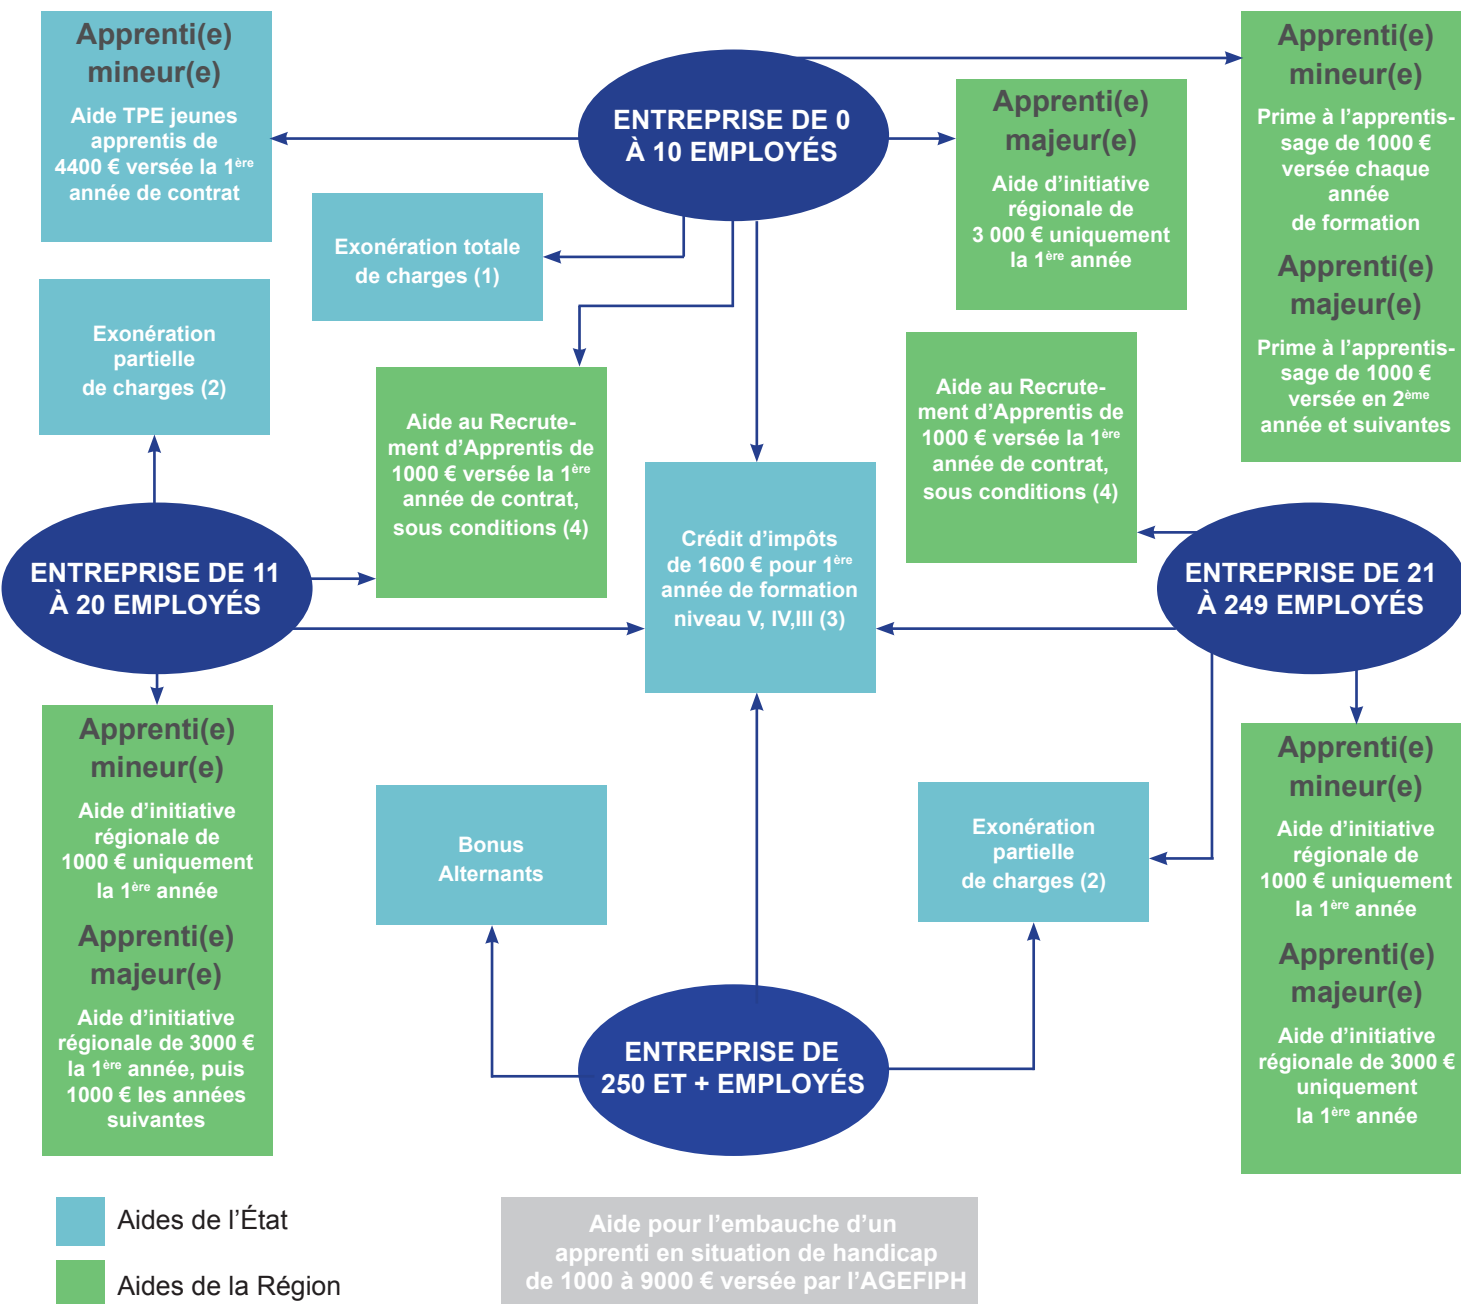 Apprenti(e)
mineur(e)
Aide TPE jeunes
apprentis de
4400 € versée la 1ère
année de contrat
ENTREPRISE DE 0
À 10 EMPLOYÉS
Apprenti(e)
majeur(e)
Aide d’initiative
régionale de
3 000 € uniquement
la 1ère année
Apprenti(e)
mineur(e)
Prime à l’apprentis-
sage de 1000 €
versée chaque
année
de formation
Apprenti(e)
majeur(e)
Prime à l’apprentis-
sage de 1000 €
versée en 2ème
année et suivantes
Exonération totale
de charges (1)
Exonération
partielle
de charges (2)
Aide au Recrute-
ment d’Apprentis de
1000 € versée la 1ère
année de contrat,
sous conditions (4)
Aide au Recrute-
ment d’Apprentis de
1000 € versée la 1ère
année de contrat,
sous conditions (4)
ENTREPRISE DE 11
À 20 EMPLOYÉS
Crédit d’impôts
de 1600 € pour 1ère
année de formation
niveau V, IV,III (3)
ENTREPRISE DE 21
À 249 EMPLOYÉS
Apprenti(e)
mineur(e)
Aide d’initiative
régionale de
1000 € uniquement
la 1ère année
Apprenti(e)
majeur(e)
Aide d’initiative
régionale de 3000 €
la 1ère année, puis
1000 € les années
suivantes
Bonus
Alternants
Exonération
partielle
de charges (2)
Apprenti(e)
mineur(e)
Aide d’initiative
régionale de
1000 € uniquement
la 1ère année
Apprenti(e)
majeur(e)
Aide d’initiative
régionale de 3000 €
uniquement
la 1ère année
ENTREPRISE DE
250 ET + EMPLOYÉS
Aides de l’État
Aides de la Région
Aide pour l’embauche d’un
apprenti en situation de handicap
de 1000 à 9000 € versée par l’AGEFIPH